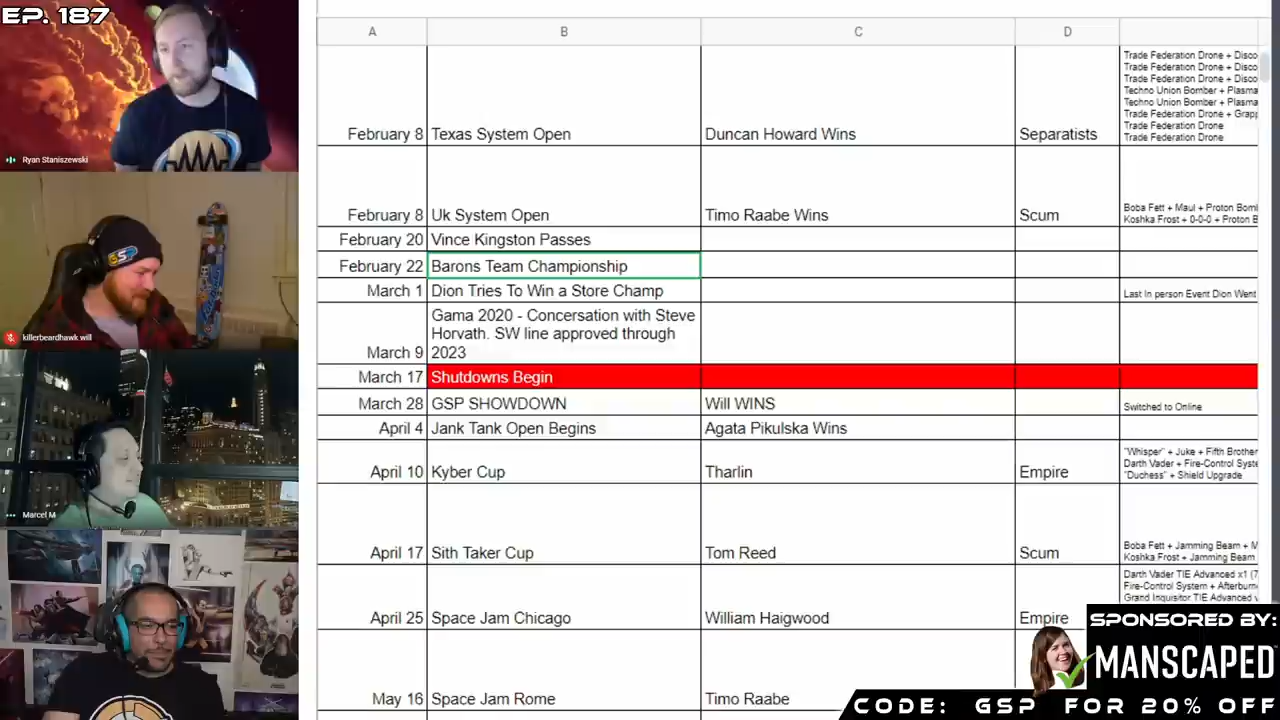 EP. 187
Ryan Staniszewski
killerbeardhawk will
Marcel M
A B C D
Trade Federation Drone + Disco
Trade Federation Drone + Disco
Trade Federation Drone + Disco
Techno Union Bomber + Plasma
Techno Union Bomber + Plasma
Trade Federation Drone + Grapp
Trade Federation Drone
February 8 Texas System Open Duncan Howard Wins Separatists Trade Federation Drone
Boba Fett + Maul + Proton Bomb
February 8 Uk System Open Timo Raabe Wins Scum Koshka Frost + 0-0-0 + Proton B
February 20 Vince Kingston Passes
February 22 Barons Team Championship
March 1 Dion Tries To Win a Store Champ Last In person Event Dion Went
Gama 2020 - Concersation with Steve
Horvath. SW line approved through
March 9 2023
March 17 Shutdowns Begin
March 28 GSP SHOWDOWN Will WINS Switched to Online
April 4 Jank Tank Open Begins Agata Pikulska Wins
"Whisper" + Juke + Fifth Brother
April 10 Kyber Cup Tharlin Empire Darth Vader + Fire-Control Syste
"Duchess" + Shield Upgrade
Boba Fett + Jamming Beam + M
April 17 Sith Taker Cup Tom Reed Scum Koshka Frost + Jamming Beam
Darth Vader TIE Advanced x1 (7
Fire-Control System + Afterburn
Grand Inquisitor TIE Advanced v
April 25 Space Jam Chicago William Haigwood Empire
May 16 Space Jam Rome Timo Raabe
SPONSORED BY:
MANSCAPED
CODE: GSP FOR 20% OFF